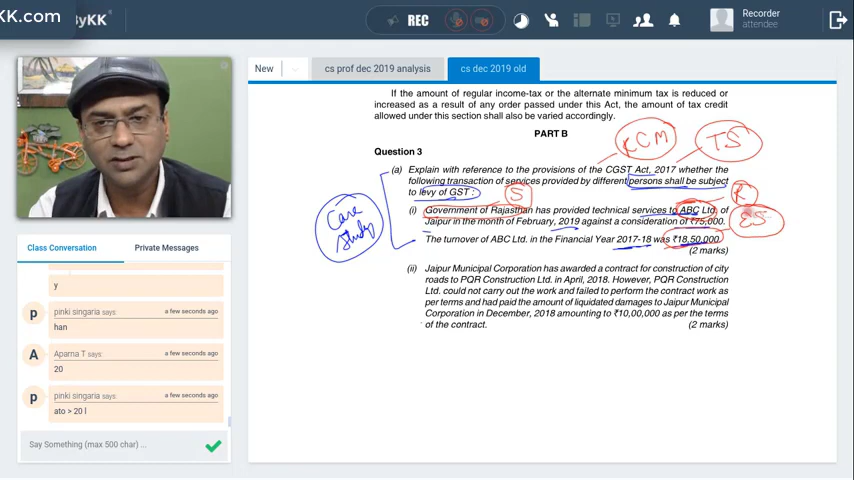 KK.com
ByKK
REC
Recorder
attendee
New
cs prof dec 2019 analysis
cs dec 2019 old
If the amount of regular income-tax or the alternate minimum tax is reduced or
increased as a result of any order passed under this Act, the amount of tax credit
allowed under this section shall also be varied accordingly.
PART B
KCM
TS
Question 3
(a) Explain with reference to the provisions of the CGST Act, 2017 whether the
following transaction of services provided by different persons shall be subject
to levy of GST :
S
R
(i) Government of Rajasthan has provided technical services to ABC Ltd. of
Jaipur in the month of February, 2019 against a consideration of ₹75,000.
ES
Case
Study
The turnover of ABC Ltd. in the Financial Year 2017-18 was ₹18,50,000
(2 marks)
(ii) Jaipur Municipal Corporation has awarded a contract for construction of city
roads to PQR Construction Ltd. in April, 2018. However, PQR Construction
Ltd. could not carry out the work and failed to perform the contract work as
per terms and had paid the amount of liquidated damages to Jaipur Municipal
Corporation in December, 2018 amounting to ₹10,00,000 as per the terms
of the contract. (2 marks)
Class Conversation
Private Messages
y
p
pinki singaria says: a few seconds ago
han
A
Aparna T says a few seconds ago
20
p
pinki singaria says: a few seconds ago
ato > 20 l
Say Something (max 500 char) ...